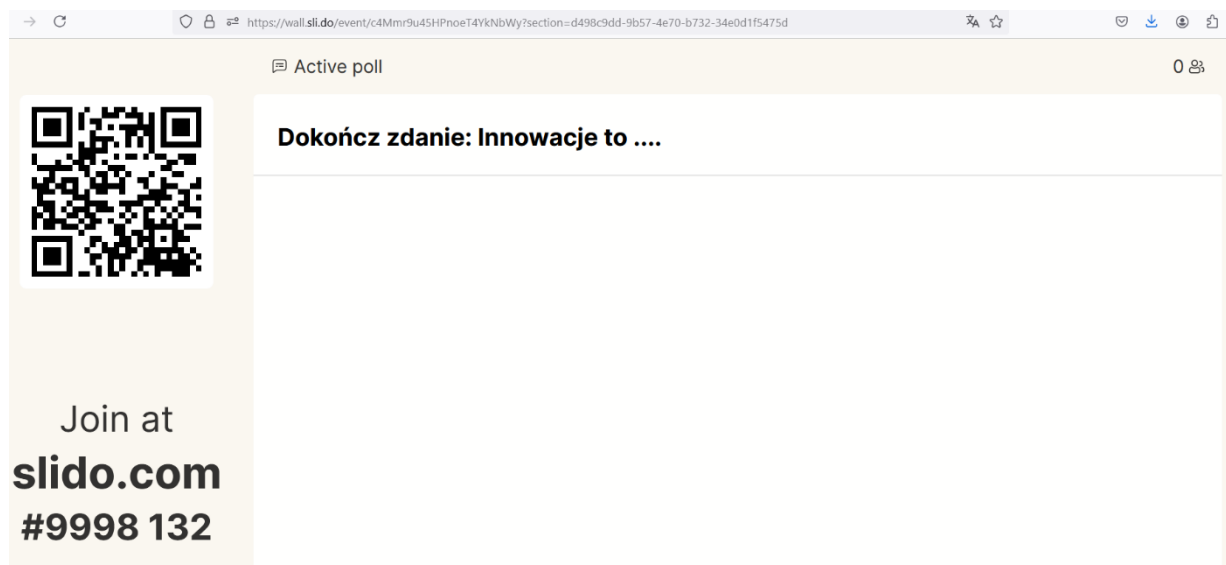 https://wall.sli.do/event/c4Mmr9u45HPnoeT4YkNbWy?section=d498c9dd-9b57-4e70-b732-34e0d1f5475d
Active poll
0
Dokończ zdanie: Innowacje to ....
Join at
slido.com
#9998 132